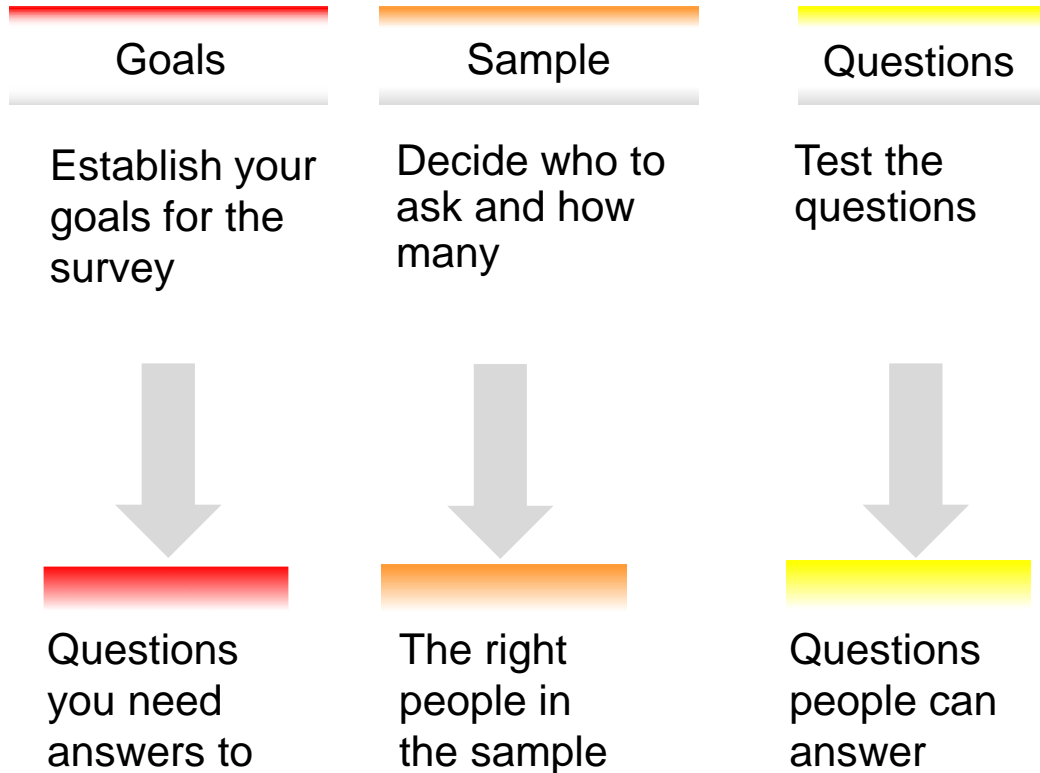 Goals
Establish your
goals for the
survey
Questions
you need
answers to
Sample
Decide who to
ask and how
many
The right
people in
the sample
Questions
Test the
questions
Questions
people can
answer